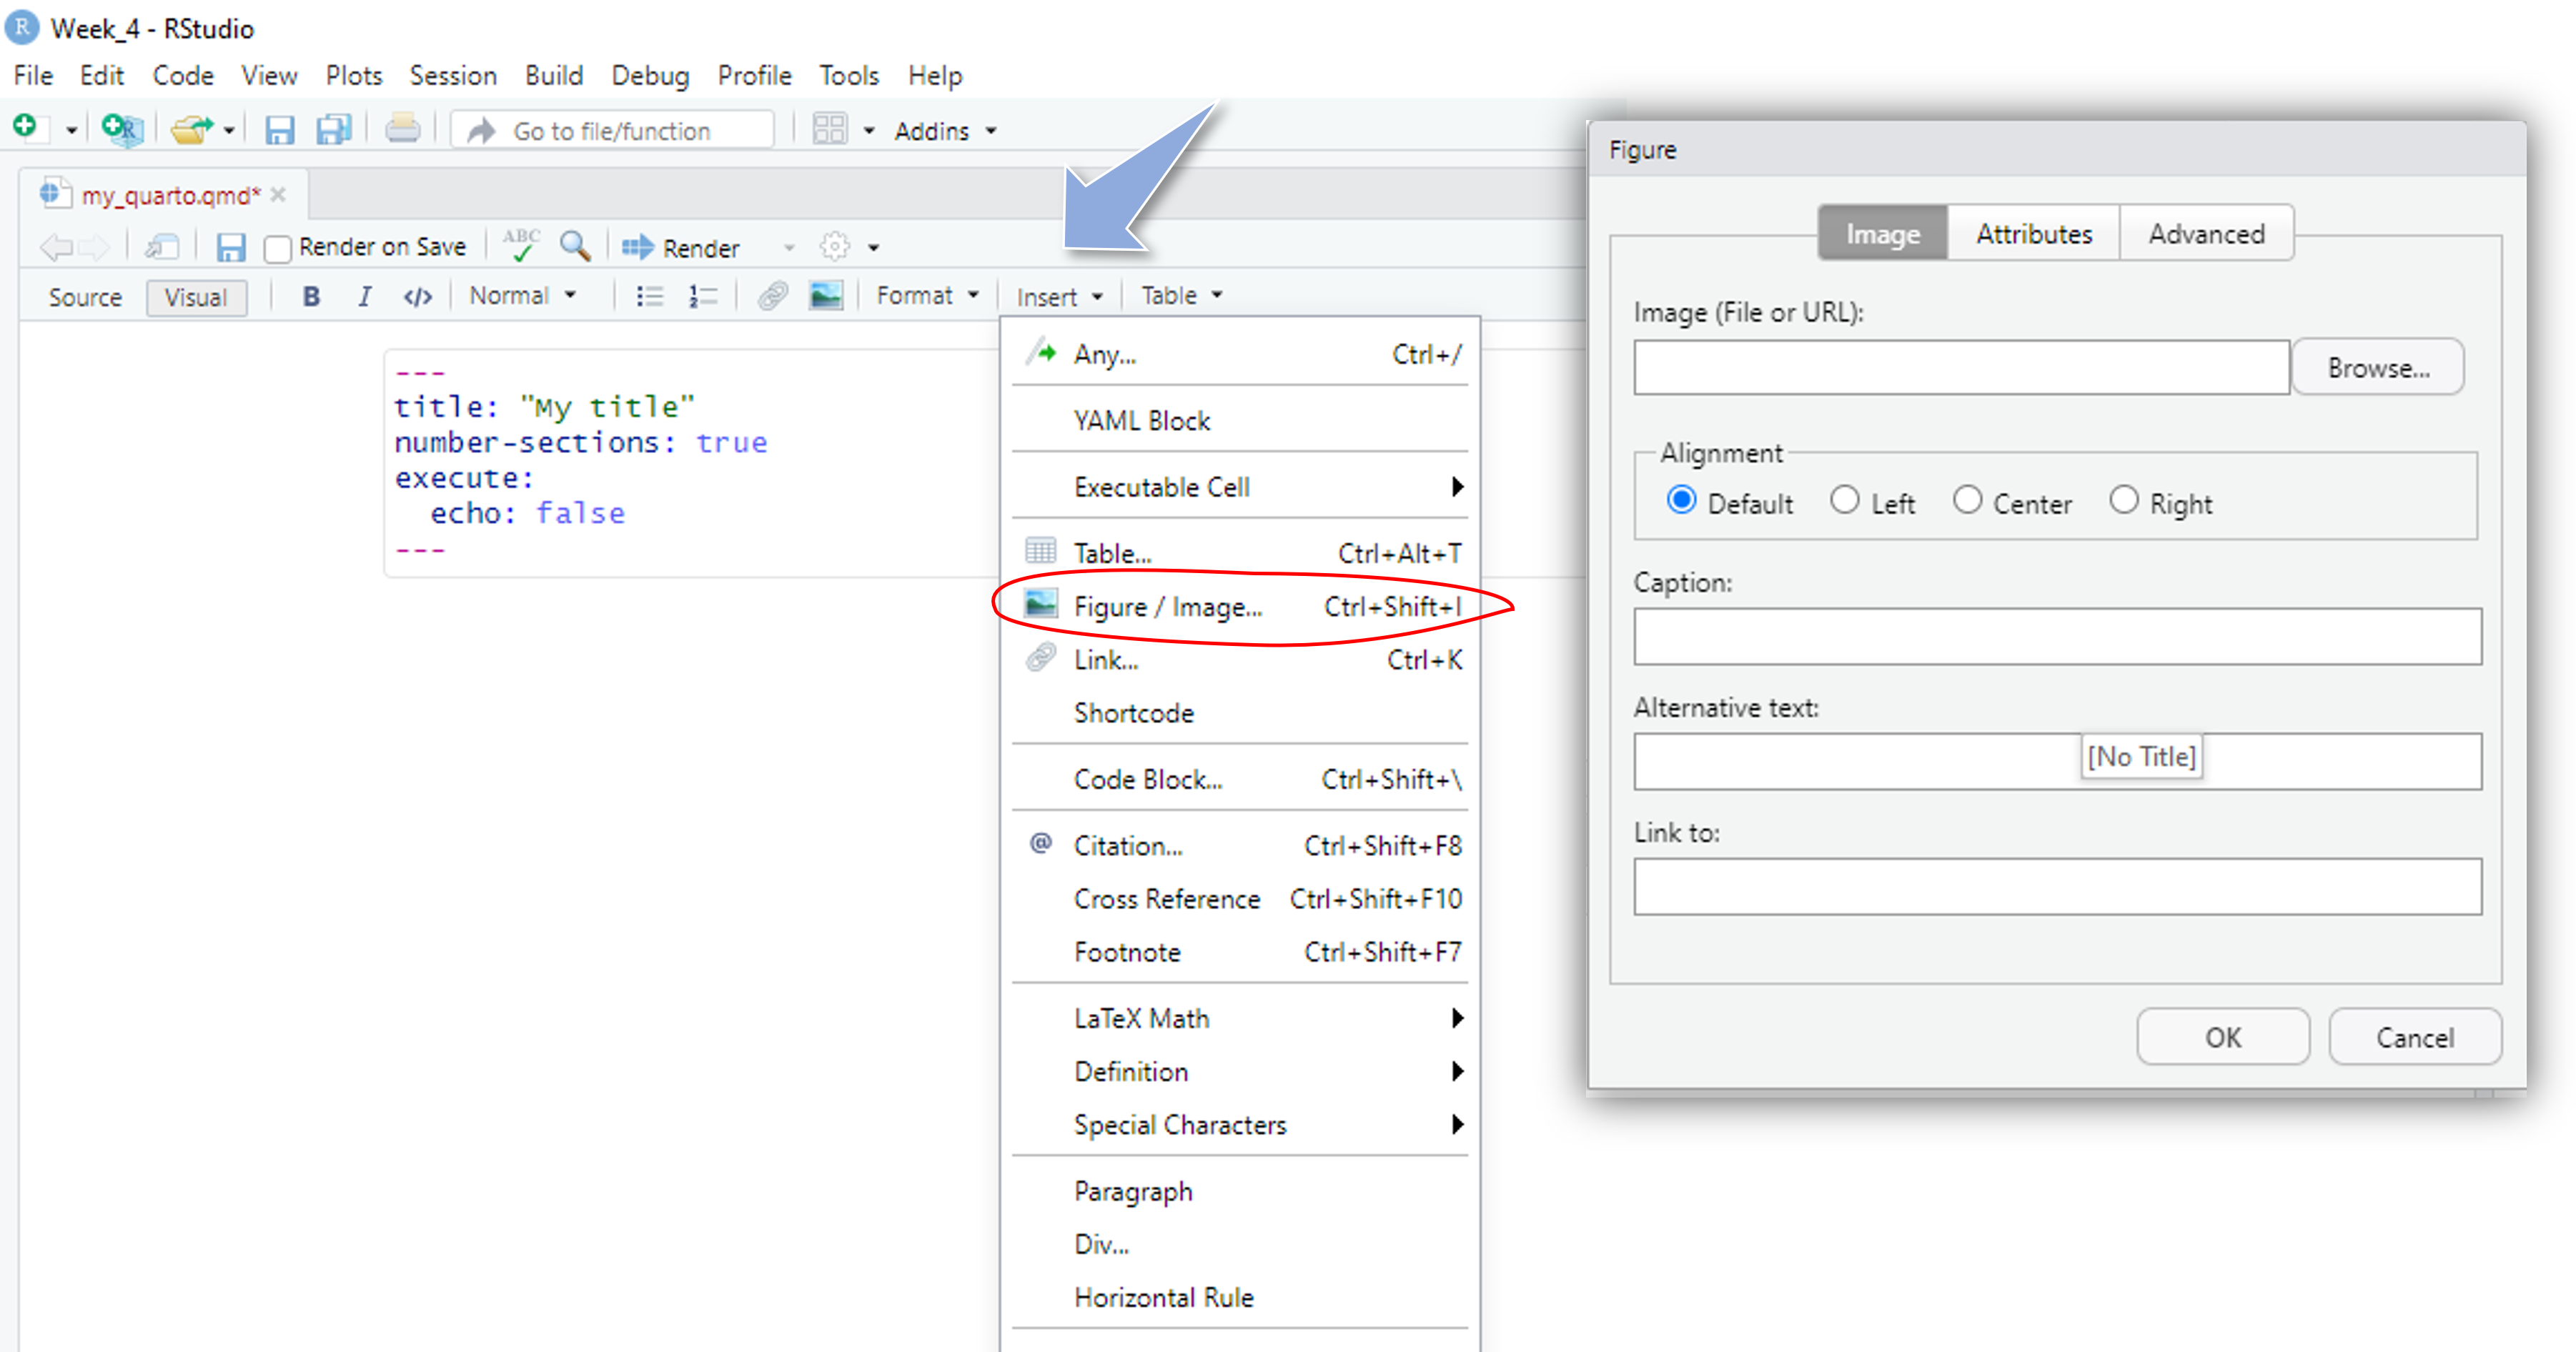 R Week_4 - RStudio
File Edit Code View Plots Session Build Debug Profile Tools Help
R Go to file/function Addins
my_quarto.qmd*
Render on Save ABC Render
Source Visual B I </> Normal 1 2 Format Insert Table
---
title: "My title"
number-sections: true
execute:
  echo: false
---
Any... Ctrl+/
YAML Block
Executable Cell
Table... Ctrl+Alt+T
Figure / Image... Ctrl+Shift+I
Link... Ctrl+K
Shortcode
Code Block... Ctrl+Shift+\
@ Citation... Ctrl+Shift+F8
Cross Reference Ctrl+Shift+F10
Footnote Ctrl+Shift+F7
LaTeX Math
Definition
Special Characters
Paragraph
Div...
Horizontal Rule
Figure
Image Attributes Advanced
Image (File or URL):
Browse...
Alignment
Default Left Center Right
Caption:
Alternative text:
[No Title]
Link to:
OK Cancel